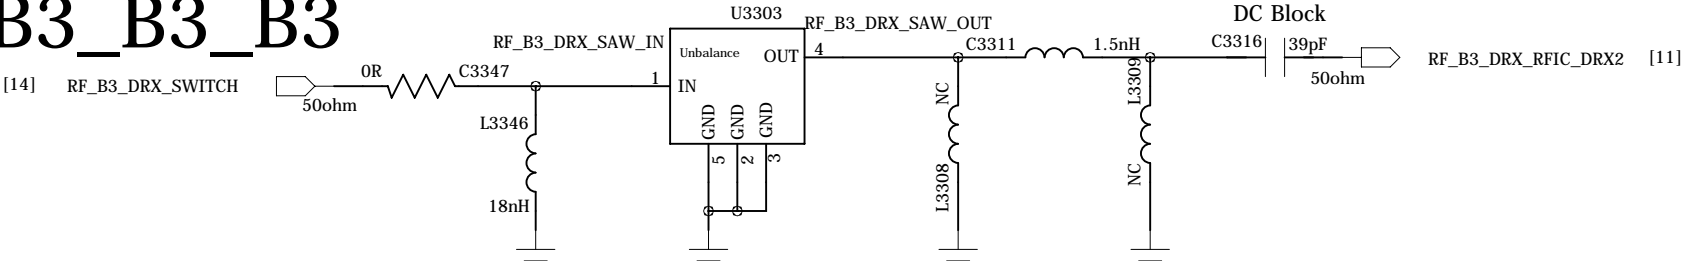 B3_B3_B3
[14] RF_B3_DRX_SWITCH
50ohm
0R
C3347
L3346
18nH
RF_B3_DRX_SAW_IN
1
U3303
Unbalance
IN
OUT
GND
GND
GND
5
2
3
4
RF_B3_DRX_SAW_OUT
NC
L3308
C3311
1.5nH
L3309
NC
DC Block
C3316
39pF
50ohm
RF_B3_DRX_RFIC_DRX2 [11]